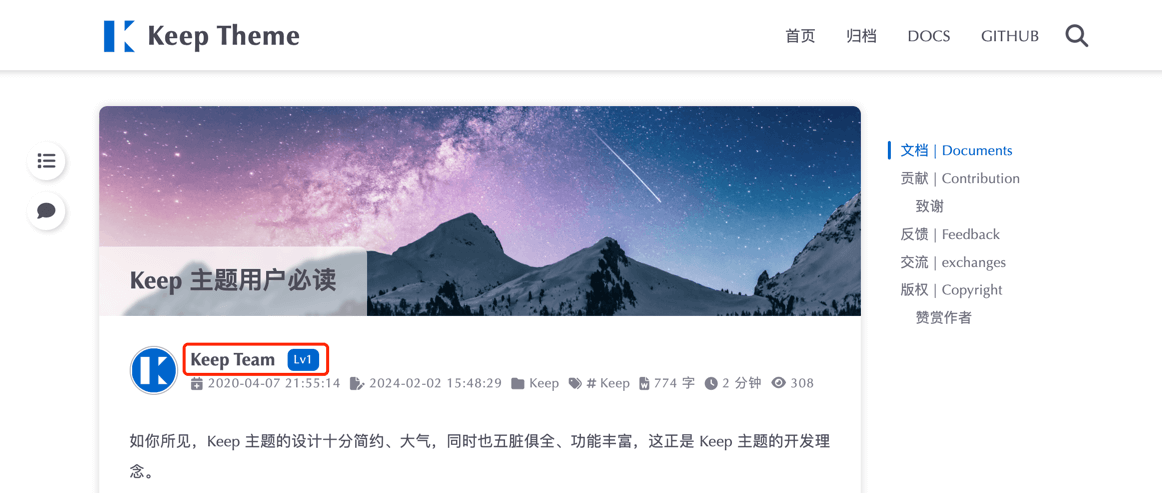 Keep Theme
首页 归档 DOCS GITHUB
Keep 主题用户必读
Keep Team Lv1
2020-04-07 21:55:14 2024-02-02 15:48:29 Keep # Keep 774 字 2 分钟 308
如你所见，Keep 主题的设计十分简约、大气，同时也五脏俱全、功能丰富，这正是 Keep 主题的开发理
念。
文档 | Documents
贡献 | Contribution
致谢
反馈 | Feedback
交流 | exchanges
版权 | Copyright
赞赏作者